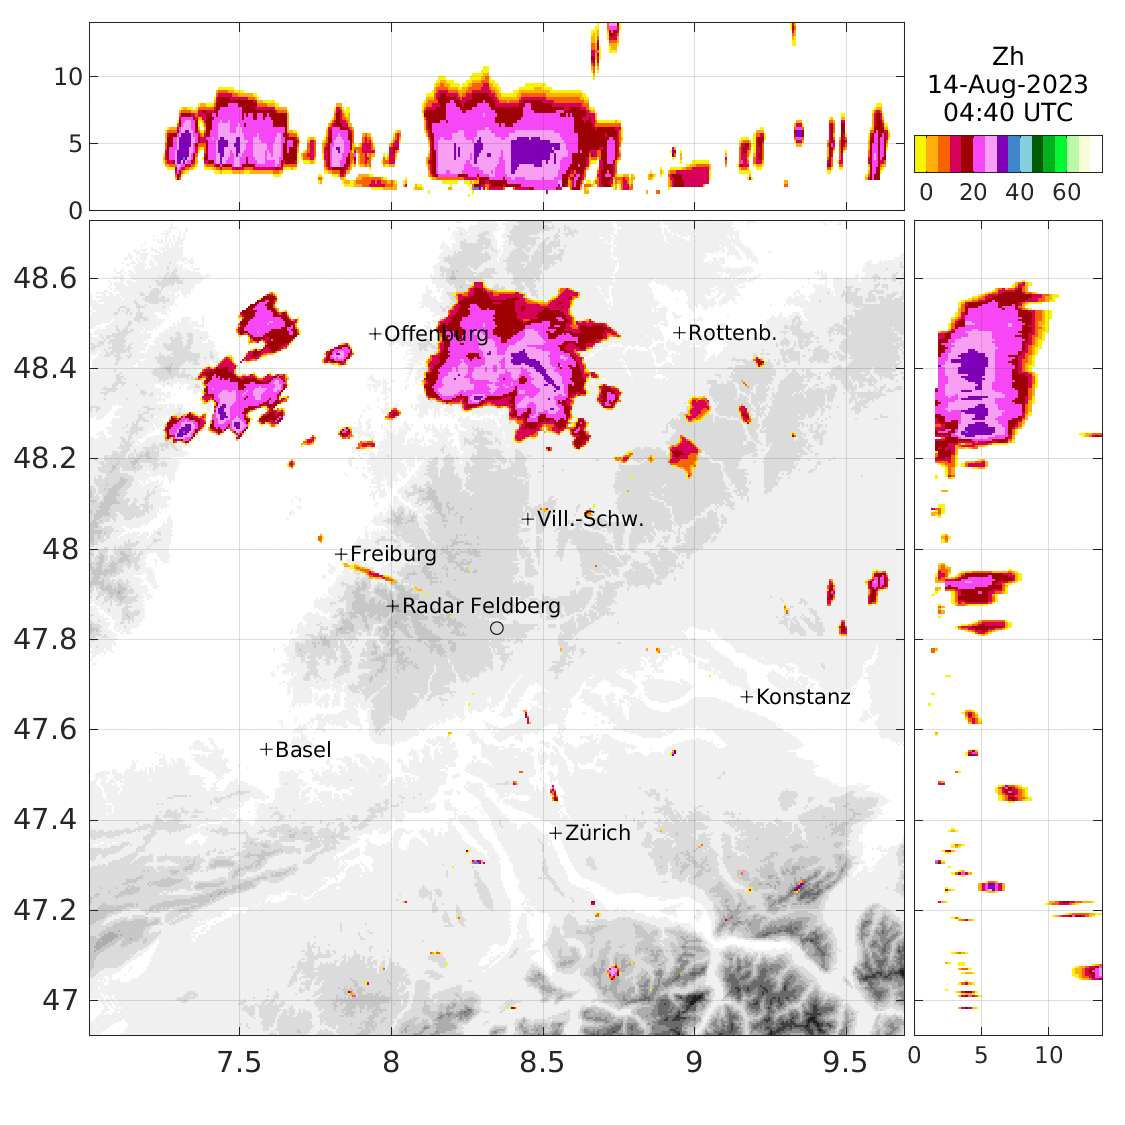 10
5
0
Zh
14-Aug-2023
04:40 UTC
0 20 40 60
48.6
48.4
48.2
48
47.8
47.6
47.4
47.2
47
+Offenburg
+Rottenb.
+Vill.-Schw.
+Freiburg
+Radar Feldberg
+Konstanz
+Basel
+Zürich
7.5 8 8.5 9 9.5
0 5 10